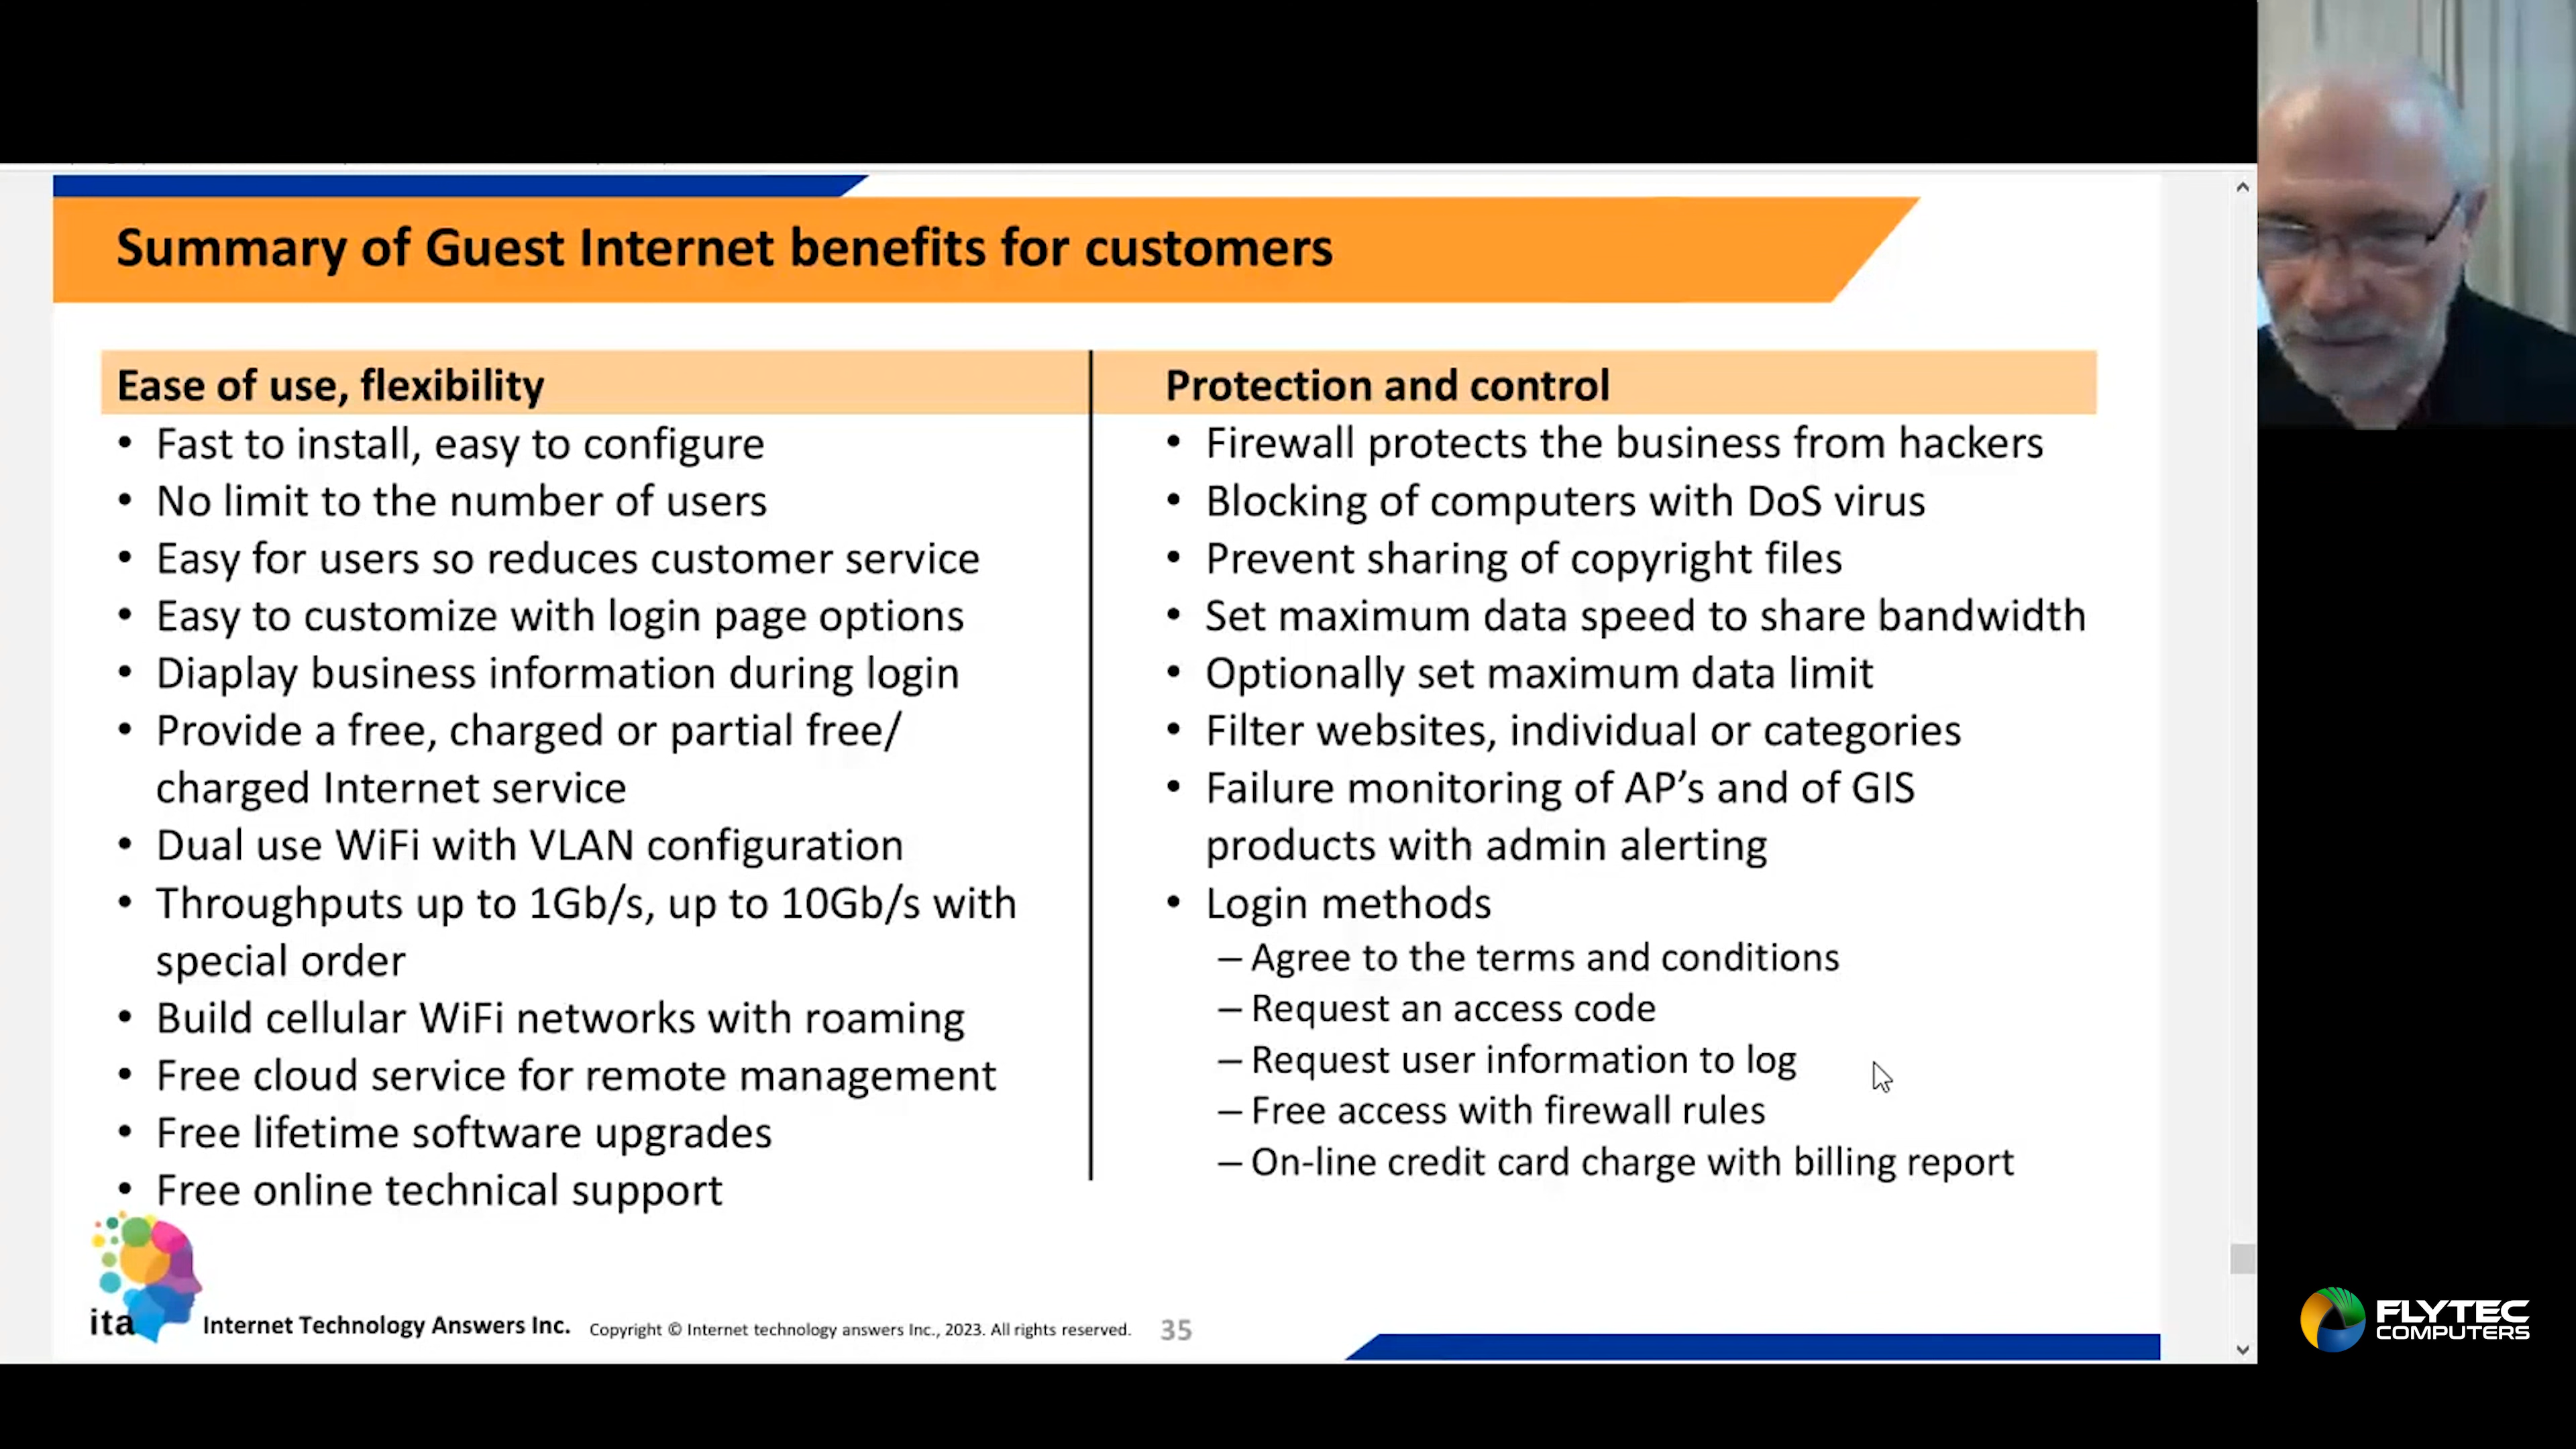 Summary of Guest Internet benefits for customers
Ease of use, flexibility
• Fast to install, easy to configure
• No limit to the number of users
• Easy for users so reduces customer service
• Easy to customize with login page options
• Diaplay business information during login
• Provide a free, charged or partial free/
charged Internet service
• Dual use WiFi with VLAN configuration
• Throughputs up to 1Gb/s, up to 10Gb/s with
special order
• Build cellular WiFi networks with roaming
• Free cloud service for remote management
• Free lifetime software upgrades
• Free online technical support
Protection and control
• Firewall protects the business from hackers
• Blocking of computers with DoS virus
• Prevent sharing of copyright files
• Set maximum data speed to share bandwidth
• Optionally set maximum data limit
• Filter websites, individual or categories
• Failure monitoring of AP’s and of GIS
products with admin alerting
• Login methods
– Agree to the terms and conditions
– Request an access code
– Request user information to log
– Free access with firewall rules
– On-line credit card charge with billing report
ita
Internet Technology Answers Inc.
Copyright © Internet technology answers Inc., 2023. All rights reserved.
35
FLYTEC
COMPUTERS